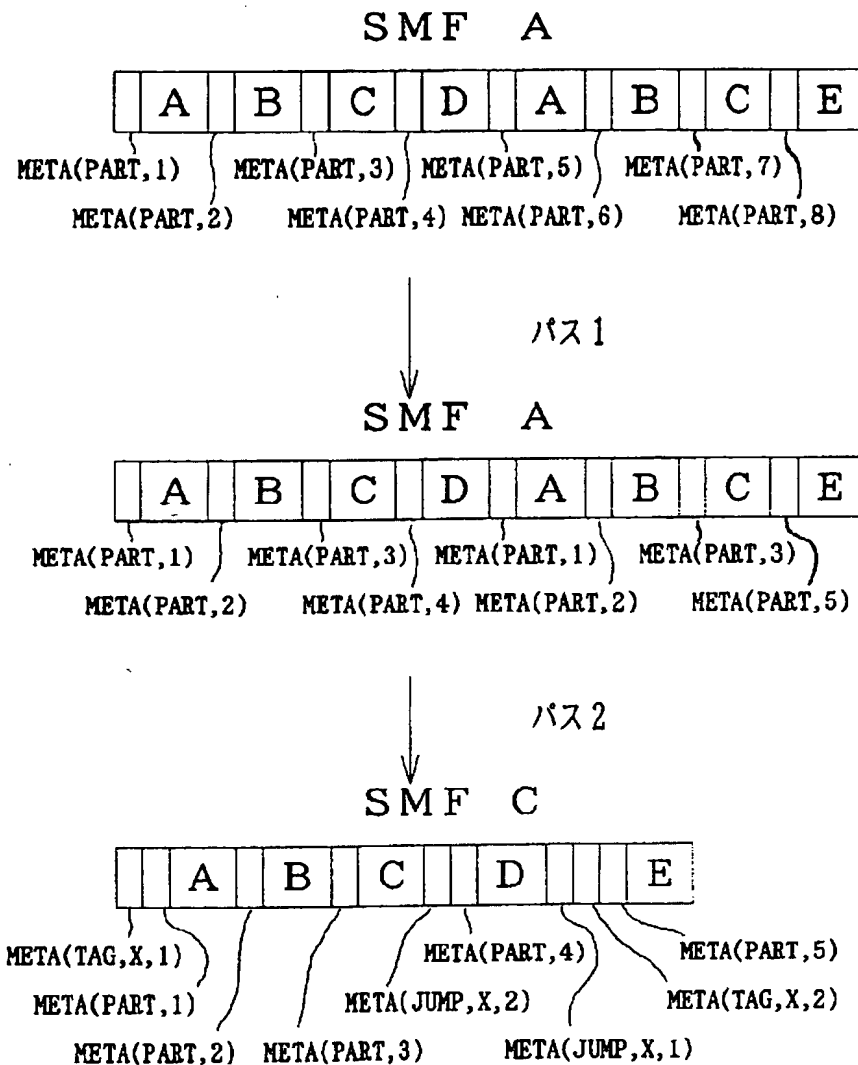 SMF A
A B C D A B C E
META(PART,1) META(PART,3) META(PART,5) META(PART,7)
META(PART,2) META(PART,4) META(PART,6) META(PART,8)
パス1
SMF A
A B C D A B C E
META(PART,1) META(PART,3) META(PART,1) META(PART,3)
META(PART,2) META(PART,4) META(PART,2) META(PART,5)
パス2
SMF C
A B C D E
META(TAG,X,1) META(PART,4) META(PART,5)
META(PART,1) META(JUMP,X,2) META(TAG,X,2)
META(PART,2) META(PART,3) META(JUMP,X,1)